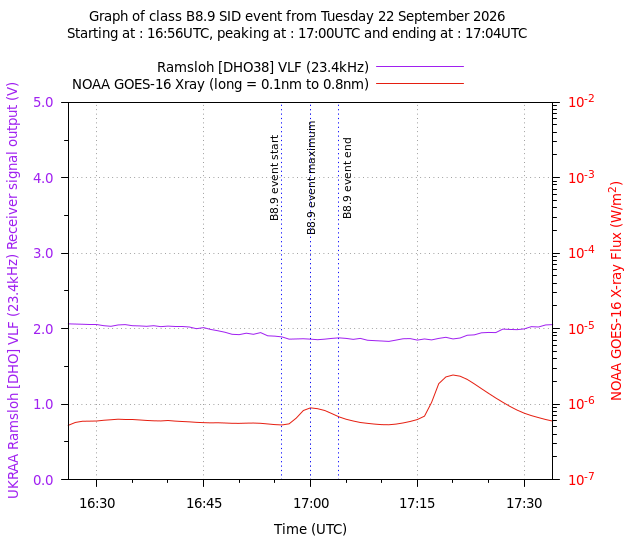 Graph of class B8.9 SID event from Tuesday 22 September 2026
Starting at : 16:56UTC, peaking at : 17:00UTC and ending at : 17:04UTC
Ramsloh [DHO38] VLF (23.4kHz)
NOAA GOES-16 Xray (long = 0.1nm to 0.8nm)
UKRAA Ramsloh [DHO] VLF (23.4kHz) Receiver signal output (V)
5.0
4.0
3.0
2.0
1.0
0.0
B8.9 event start
B8.9 event maximum
B8.9 event end
10-2
10-3
10-4
10-5
10-6
10-7
NOAA GOES-16 X-ray Flux (W/m2)
16:30
16:45
17:00
17:15
17:30
Time (UTC)